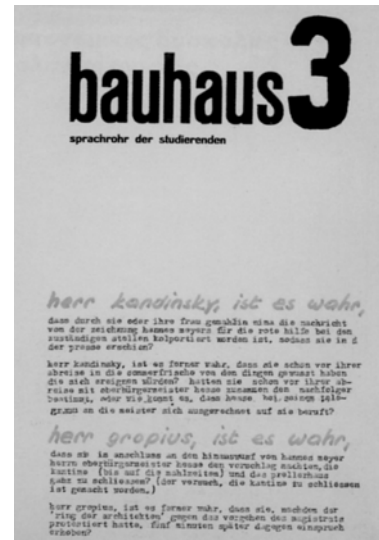 bauhaus3
sprachrohr der studierenden
herr kandinsky, ist es wahr,
dass durch sie oder ihre frau gemahlin nina die nachricht
von der zeichnung hannes meyers für die rote hilfe bei den
zuständigen stellen kolportiert worden ist, sodass sie in d
der presse erschien?
herr kandinsky, ist es ferner wahr, dass sie schon vor ihrer
abreise in die sommerfrische von den dingen gewusst haben
die sich ereignen würden? hatten sie schon vor ihrer ab-
reise mit oberbürgermeister hesse zusammen den nachfolger
bestimmt, oder wie kommt es, dass hesse, bei seinem tele-
gramm an die meister sich ausgerechnet auf sie beruft?
herr gropius, ist es wahr,
dass sie im anschluss an den hinauswurf von hannes meyer
herrn oberbürgermeister hesse den vorschlag machten, die
kantine (bis auf die mahlzeiten) und das prellerhaus
ganz zu schliessen? (der versuch, die kantine zu schliessen
ist gemacht worden.)
herr gropius, ist es ferner wahr, dass sie, nachdem der
'ring der architekten' gegen das vorgehen des magistrats
protestiert hatte, fünf minuten später dagegen einspruch
erhoben?